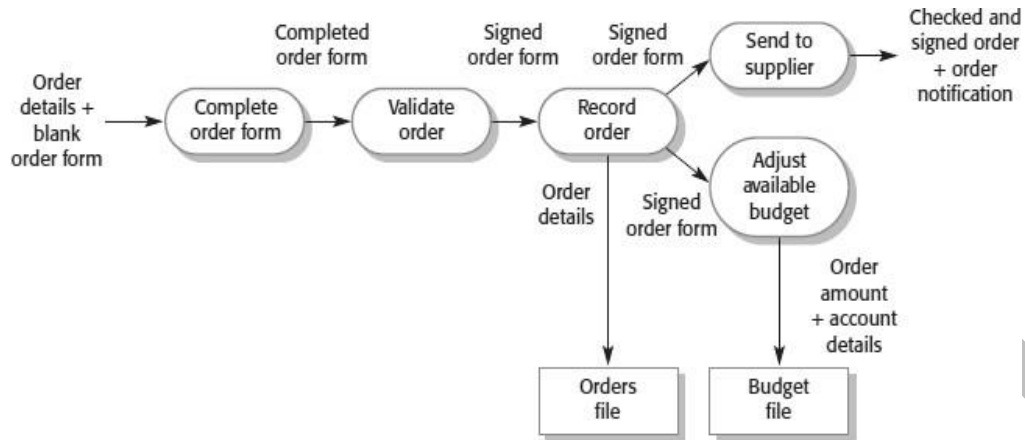 Order
details +
blank
order form
Complete
order form
Completed
order form
Validate
order
Signed
order form
Record
order
Signed
order form
Send to
supplier
Checked and
signed order
+ order
notification
Order
details
Signed
order form
Adjust
available
budget
Order
amount
+ account
details
Orders
file
Budget
file